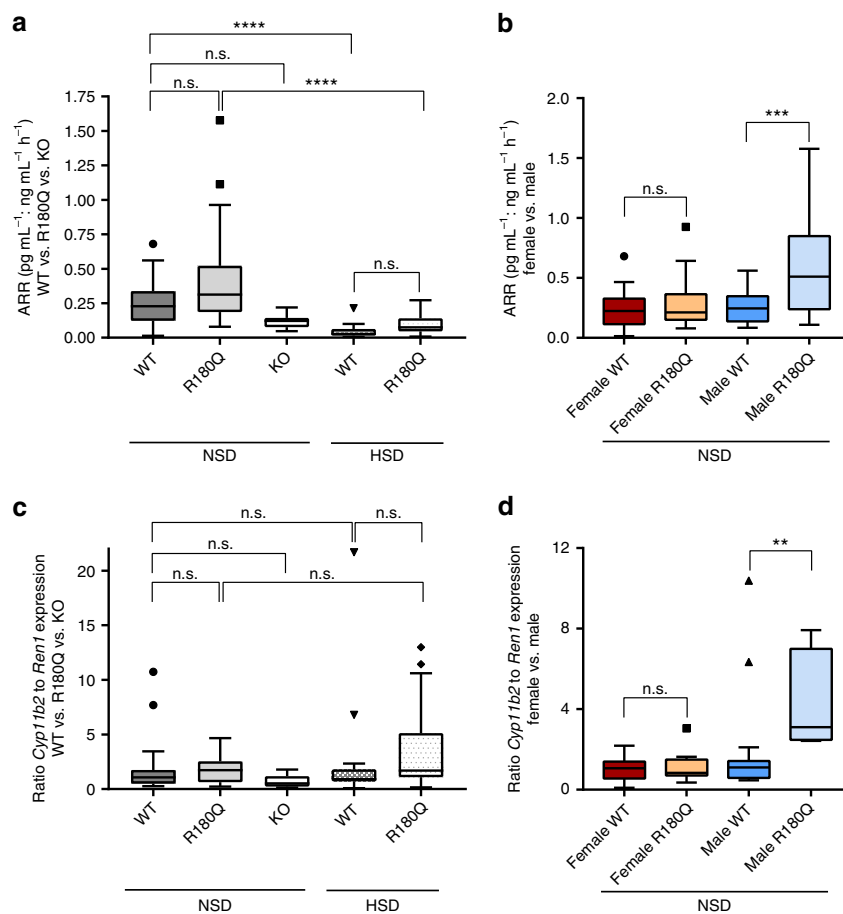 a
****
n.s.
n.s.
****
n.s.
ARR (pg mL⁻¹: ng mL⁻¹ h⁻¹)
WT vs. R180Q vs. KO
1.75
1.50
1.25
1.00
0.75
0.50
0.25
0.00
WT
R180Q
KO
WT
R180Q
NSD
HSD
b
***
n.s.
ARR (pg mL⁻¹: ng mL⁻¹ h⁻¹)
female vs. male
2.0
1.5
1.0
0.5
0.0
Female WT
Female R180Q
Male WT
Male R180Q
NSD
c
n.s.
n.s.
n.s.
n.s.
n.s.
Ratio Cyp11b2 to Ren1 expression
WT vs. R180Q vs. KO
20
15
10
5
0
WT
R180Q
KO
WT
R180Q
NSD
HSD
d
**
n.s.
Ratio Cyp11b2 to Ren1 expression
female vs. male
12
8
4
0
Female WT
Female R180Q
Male WT
Male R180Q
NSD